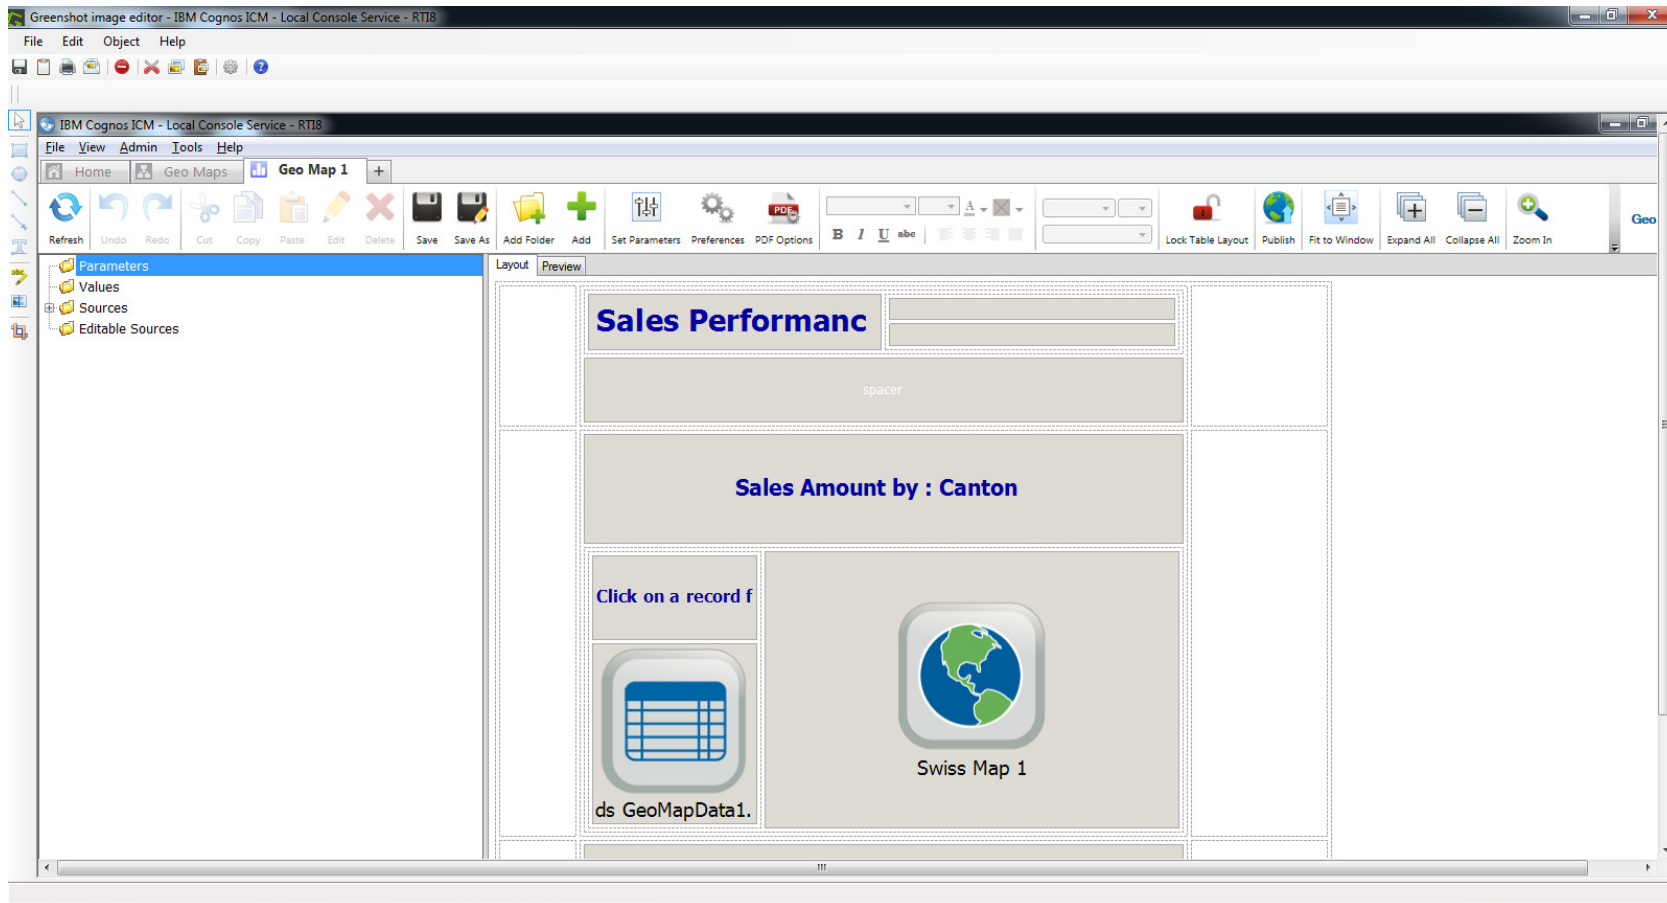 Greenshot image editor - IBM Cognos ICM - Local Console Service - RTI8
File Edit Object Help
IBM Cognos ICM - Local Console Service - RTI8
File View Admin Tools Help
Home Geo Maps Geo Map 1
Refresh Undo Redo Cut Copy Paste Edit Delete Save Save As Add Folder Add Set Parameters Preferences PDF Options B I U abc Lock Table Layout Publish Fit to Window Expand All Collapse All Zoom In Geo
Parameters
Values
Sources
Editable Sources
Layout Preview
Sales Performanc
spacer
Sales Amount by : Canton
Click on a record f
ds GeoMapData1.
Swiss Map 1